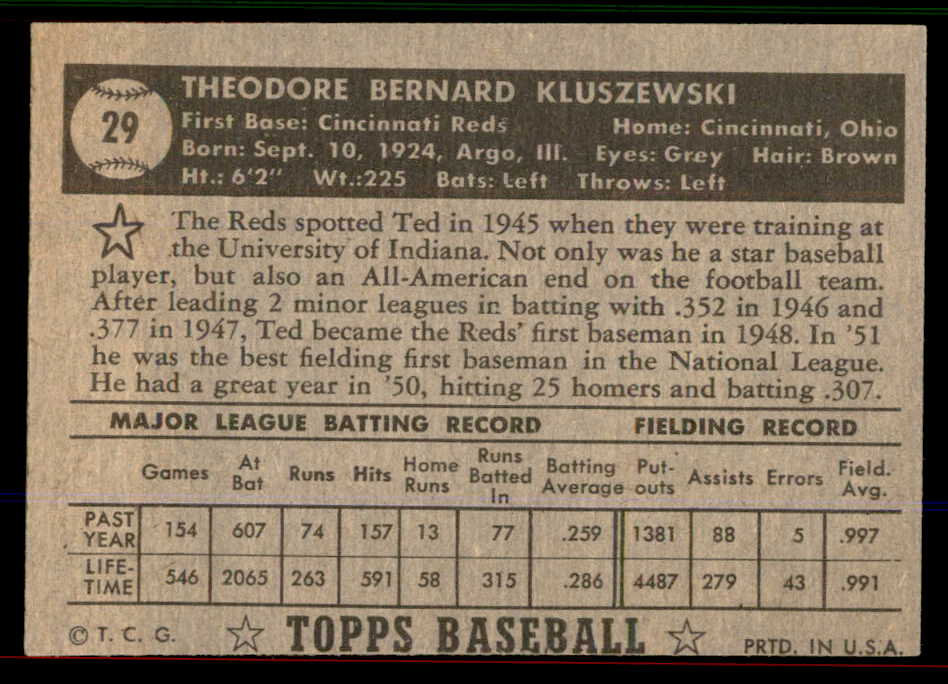 29
THEODORE BERNARD KLUSZEWSKI
First Base: Cincinnati Reds Home: Cincinnati, Ohio
Born: Sept. 10, 1924, Argo, Ill. Eyes: Grey Hair: Brown
Ht.: 6'2" Wt.:225 Bats: Left Throws: Left
The Reds spotted Ted in 1945 when they were training at
the University of Indiana. Not only was he a star baseball
player, but also an All-American end on the football team.
After leading 2 minor leagues in batting with .352 in 1946 and
.377 in 1947, Ted became the Reds' first baseman in 1948. In '51
he was the best fielding first baseman in the National League.
He had a great year in '50, hitting 25 homers and batting .307.
MAJOR LEAGUE BATTING RECORD FIELDING RECORD
Games At Bat Runs Hits Home Runs Runs Batted In Batting Average Put-outs Assists Errors Field. Avg.
PAST YEAR 154 607 74 157 13 77 .259 1381 88 5 .997
LIFE-TIME 546 2065 263 591 58 315 .286 4487 279 43 .991
© T. C. G. TOPPS BASEBALL PRTD. IN U.S.A.